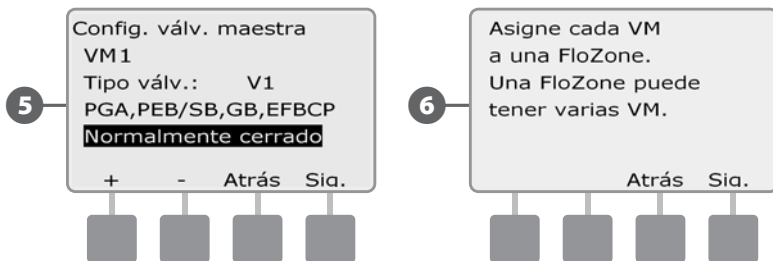 5
Config. válv. maestra
VM1
Tipo válv.: V1
PGA,PEB/SB,GB,EFBCP
Normalmente cerrado
+ - Atrás Sig.
6
Asigne cada VM
a una FloZone.
Una FloZone puede
tener varias VM.
Atrás Sig.